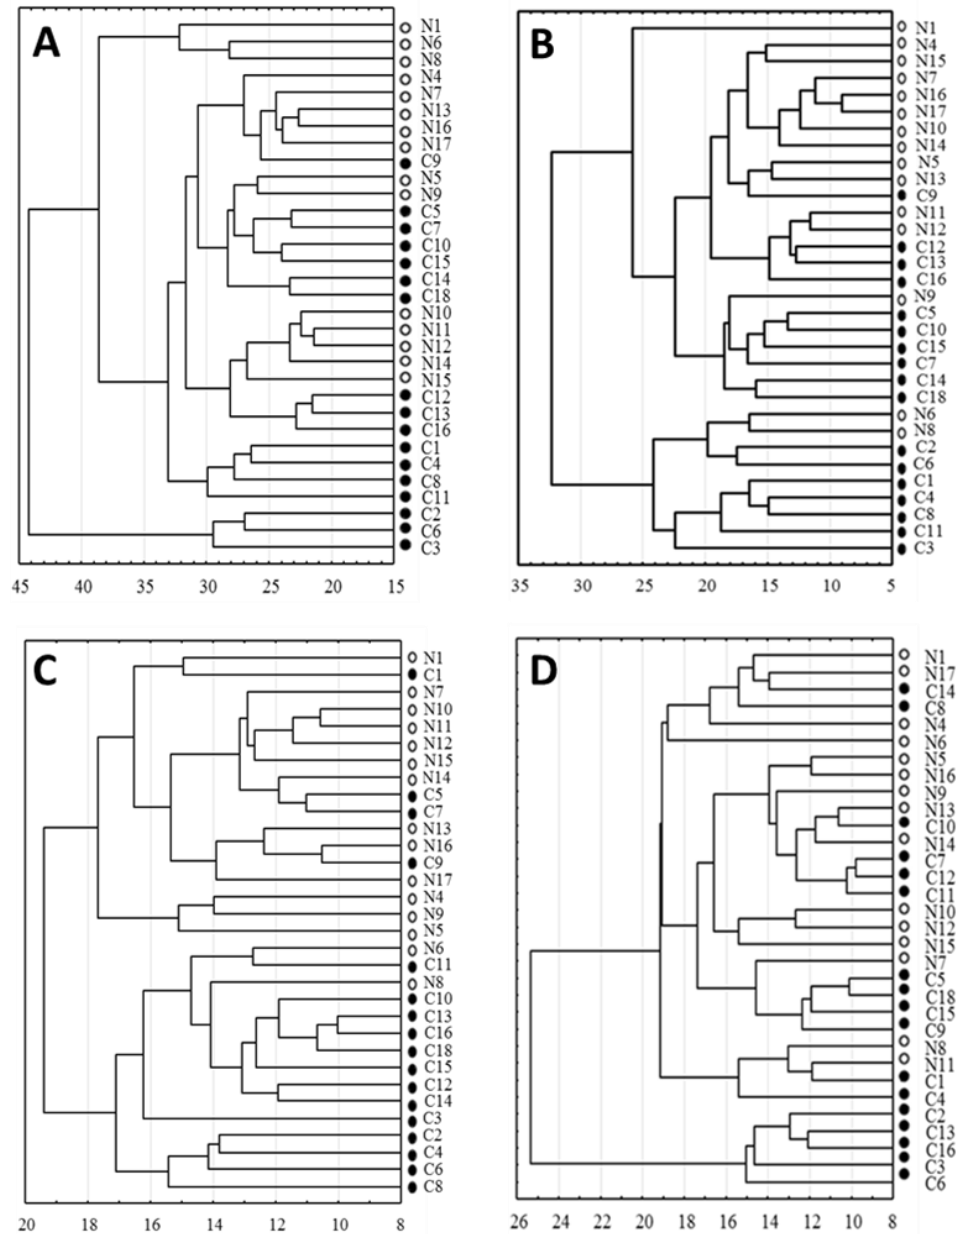 A
N1
N6
N8
N4
N7
N13
N16
N17
C9
N5
N9
C5
C7
C10
C15
C14
C18
N10
N11
N12
N14
N15
C12
C13
C16
C1
C4
C8
C11
C2
C6
C3
45 40 35 30 25 20 15
B
N1
N4
N15
N7
N16
N17
N10
N14
N5
N13
C9
N11
N12
C12
C13
C16
N9
C5
C10
C15
C7
C14
C18
N6
N8
C2
C6
C1
C4
C8
C11
C3
35 30 25 20 15 10 5
C
N1
C1
N7
N10
N11
N12
N15
N14
C5
C7
N13
N16
C9
N17
N4
N9
N5
N6
C11
N8
C10
C13
C16
C18
C15
C12
C14
C3
C2
C4
C6
C8
20 18 16 14 12 10 8
D
N1
N17
C14
C8
N4
N6
N5
N16
N9
N13
C10
N14
C7
C12
C11
N10
N12
N15
N7
C5
C18
C15
C9
N8
N11
C1
C4
C2
C13
C16
C3
C6
26 24 22 20 18 16 14 12 10 8